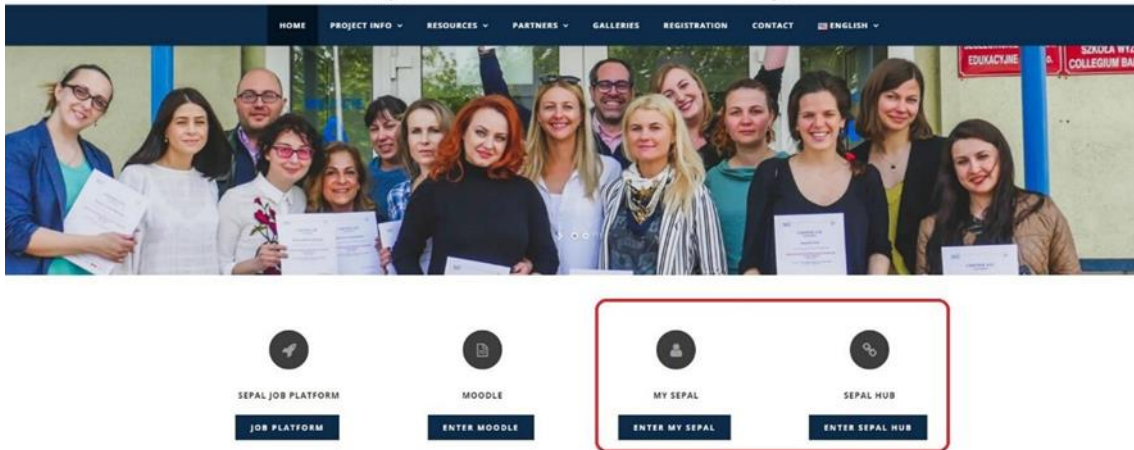 HOME PROJECT INFO RESOURCES PARTNERS GALLERIES REGISTRATION CONTACT ENGLISH
EDUKACYJNE
SZKOŁA WYŻ
COLLEGIUM BA
SEPAL JOB PLATFORM MOODLE MY SEPAL SEPAL HUB
JOB PLATFORM ENTER MOODLE ENTER MY SEPAL ENTER SEPAL HUB